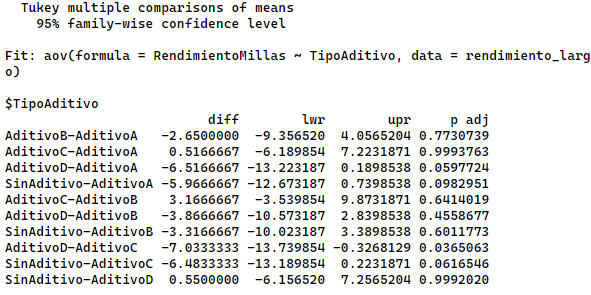 Tukey multiple comparisons of means
95% family-wise confidence level
Fit: aov(formula = RendimientoMillas ~ TipoAditivo, data = rendimiento_larg
o)
$TipoAditivo
diff lwr upr p adj
AditivoB-AditivoA -2.6500000 -9.356520 4.0565204 0.7730739
AditivoC-AditivoA 0.5166667 -6.189854 7.2231871 0.9993763
AditivoD-AditivoA -6.5166667 -13.223187 0.1898538 0.0597724
SinAditivo-AditivoA -5.9666667 -12.673187 0.7398538 0.0982951
AditivoC-AditivoB 3.1666667 -3.539854 9.8731871 0.6414019
AditivoD-AditivoB -3.8666667 -10.573187 2.8398538 0.4558677
SinAditivo-AditivoB -3.3166667 -10.023187 3.3898538 0.6011773
AditivoD-AditivoC -7.0333333 -13.739854 -0.3268129 0.0365063
SinAditivo-AditivoC -6.4833333 -13.189854 0.2231871 0.0616546
SinAditivo-AditivoD 0.5500000 -6.156520 7.2565204 0.9992020